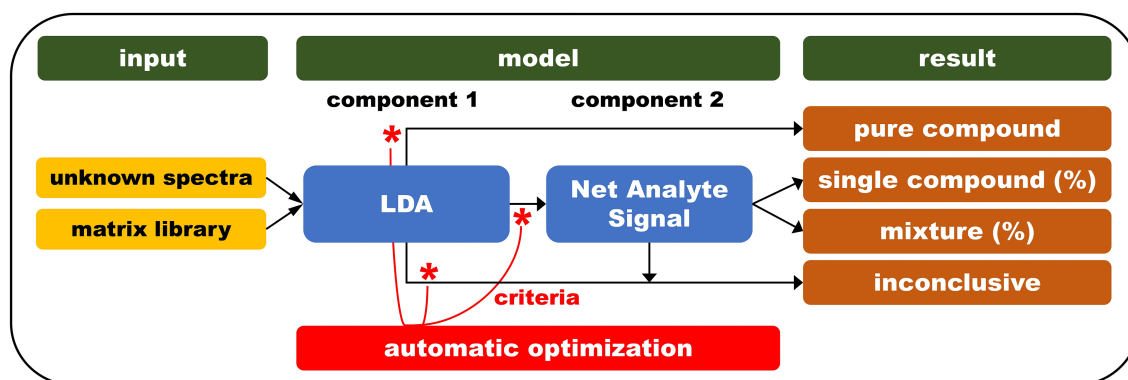 input
model
result
component 1
component 2
*
pure compound
unknown spectra
matrix library
LDA
Net Analyte
Signal
*
single compound (%)
mixture (%)
*
criteria
inconclusive
automatic optimization